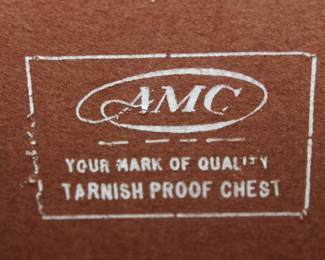 AMC
YOUR MARK OF QUALITY
TARNISH PROOF CHEST